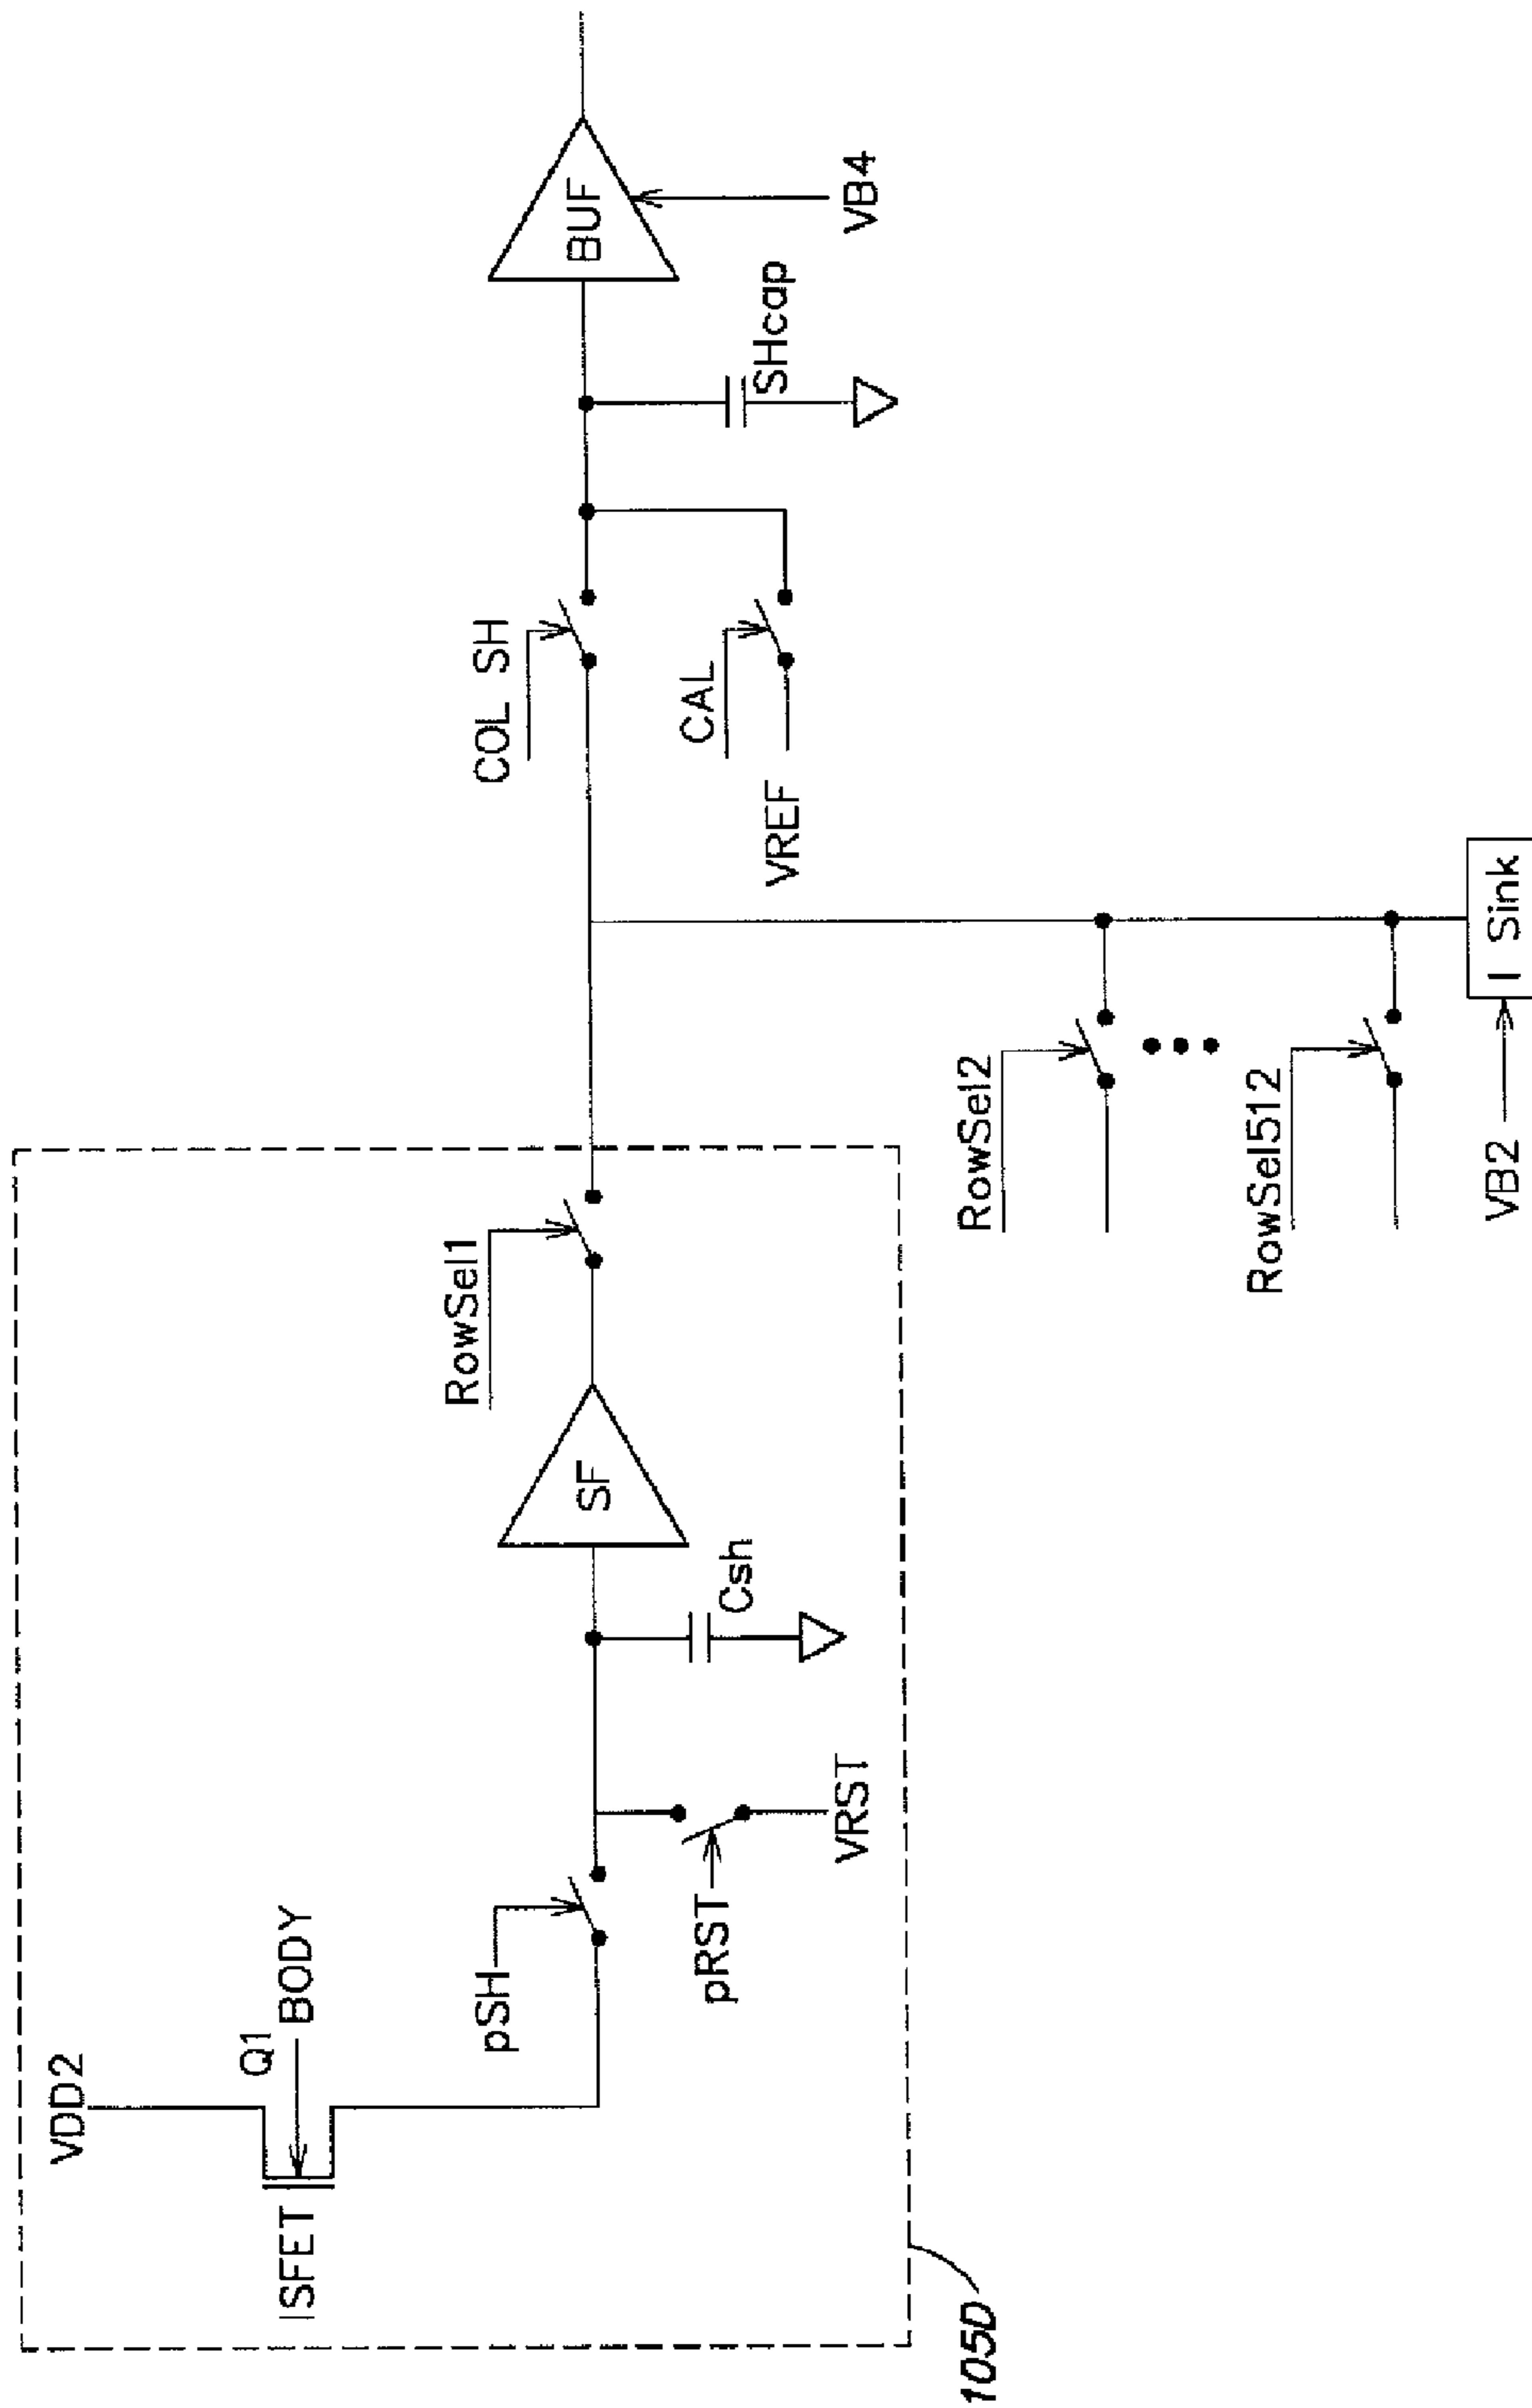 VDD2
Q1
BODY
ISFET
pSH
pRST
VRST
Csh
SF
RowSel1
COL SH
CAL
VREF
SHcap
BUF
VB4
RowSel2
RowSel512
VB2
I Sink
105D